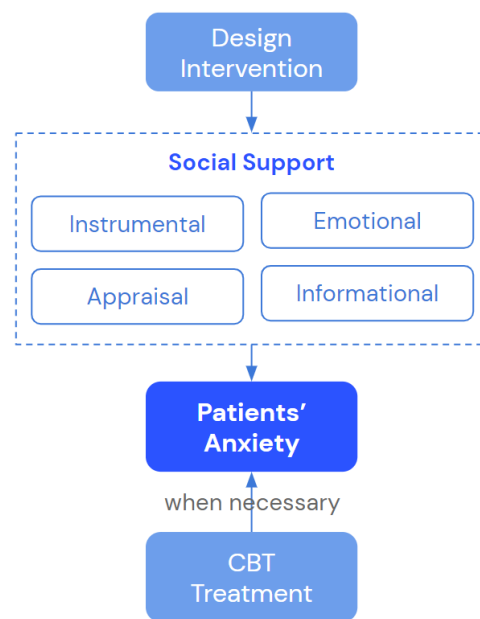 Design
Intervention
Social Support
Instrumental
Emotional
Appraisal
Informational
Patients’
Anxiety
when necessary
CBT
Treatment